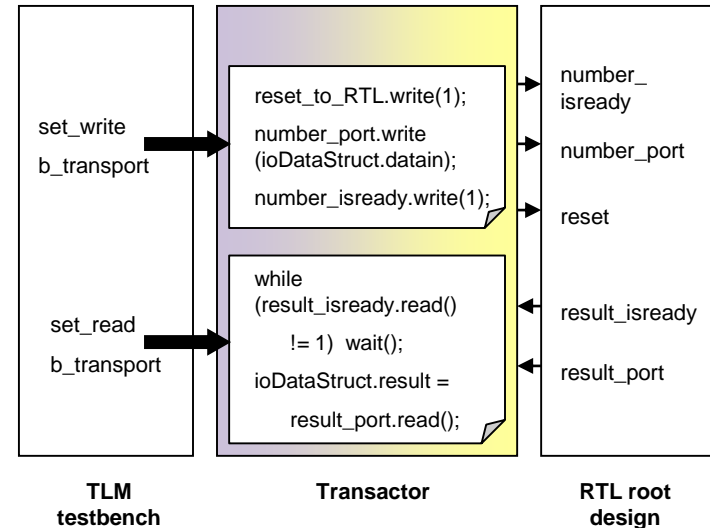 set_write
b_transport
set_read
b_transport
reset_to_RTL.write(1);
number_port.write
(ioDataStruct.datain);
number_isready.write(1);
while
(result_isready.read()
!= 1) wait();
ioDataStruct.result =
result_port.read();
number_
isready
number_port
reset
result_isready
result_port
TLM
testbench
Transactor
RTL root
design